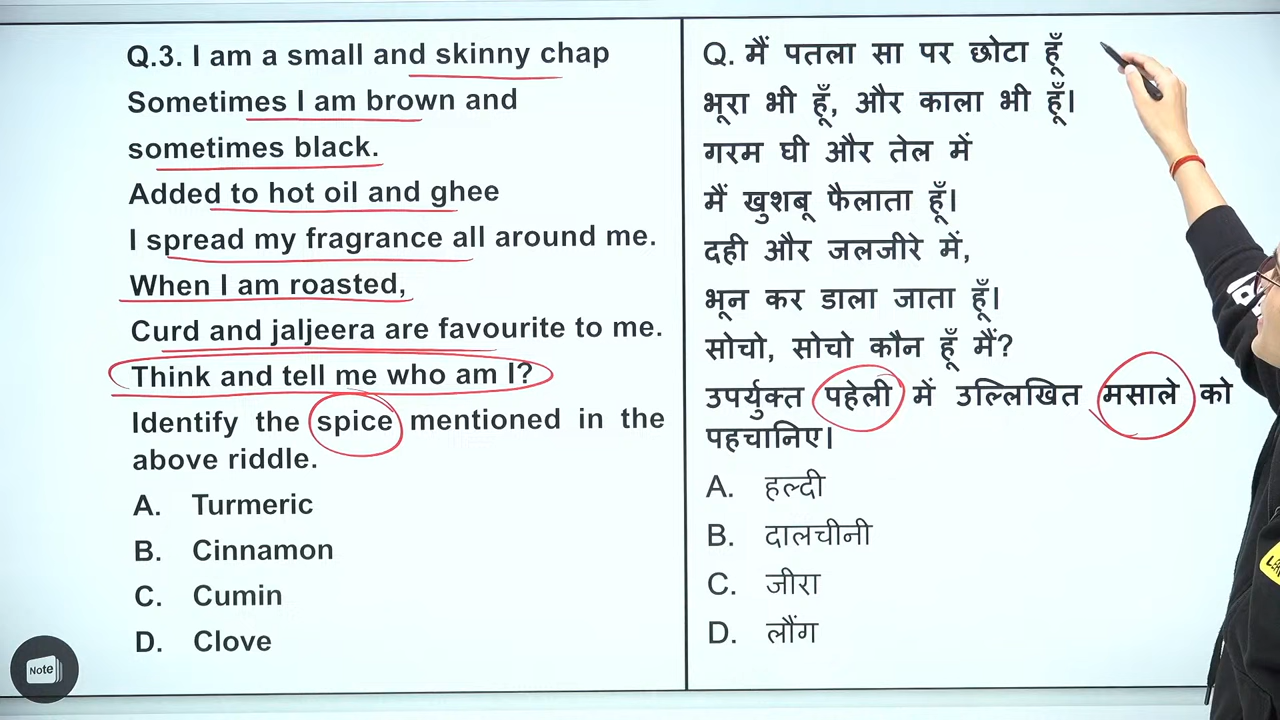 Q.3. I am a small and skinny chap
Sometimes I am brown and
sometimes black.
Added to hot oil and ghee
I spread my fragrance all around me.
When I am roasted,
Curd and jaljeera are favourite to me.
Think and tell me who am I?
Identify the spice mentioned in the
above riddle.
A. Turmeric
B. Cinnamon
C. Cumin
D. Clove
Q. मैं पतला सा पर छोटा हूँ
भूरा भी हूँ, और काला भी हूँ।
गरम घी और तेल में
मैं खुशबू फैलाता हूँ।
दही और जलजीरे में,
भून कर डाला जाता हूँ।
सोचो, सोचो कौन हूँ मैं?
उपर्युक्त पहेली में उल्लिखित मसाले को
पहचानिए।
A. हल्दी
B. दालचीनी
C. जीरा
D. लौंग
Note